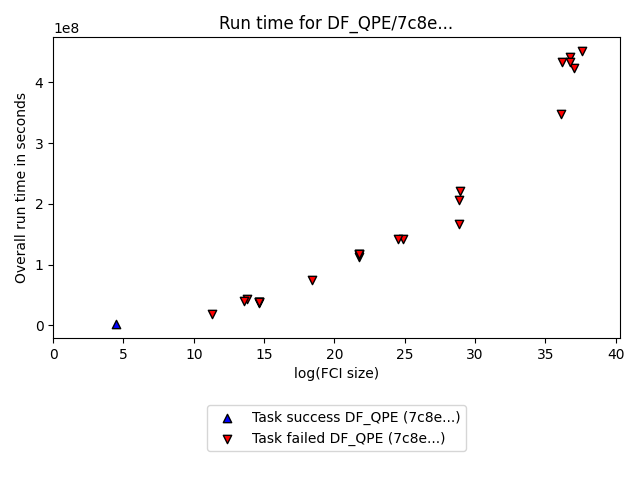 Run time for DF_QPE/7c8e...
1e8
Overall run time in seconds
4
3
2
1
0
0 5 10 15 20 25 30 35 40
log(FCI size)
Task success DF_QPE (7c8e...)
Task failed DF_QPE (7c8e...)